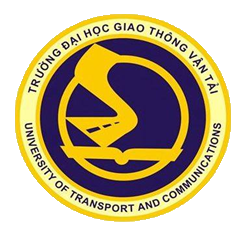 TRƯỜNG ĐẠI HỌC GIAO THÔNG VẬN TẢI
UNIVERSITY OF TRANSPORT AND COMMUNICATIONS